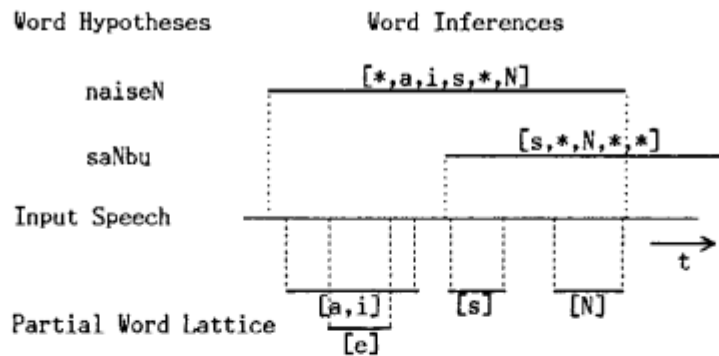 Word Hypotheses Word Inferences
naiseN [*,a,i,s,*,N]
saNbu [s,*,N,*,*]
Input Speech
t
[a,i] [s] [N]
Partial Word Lattice
[e]